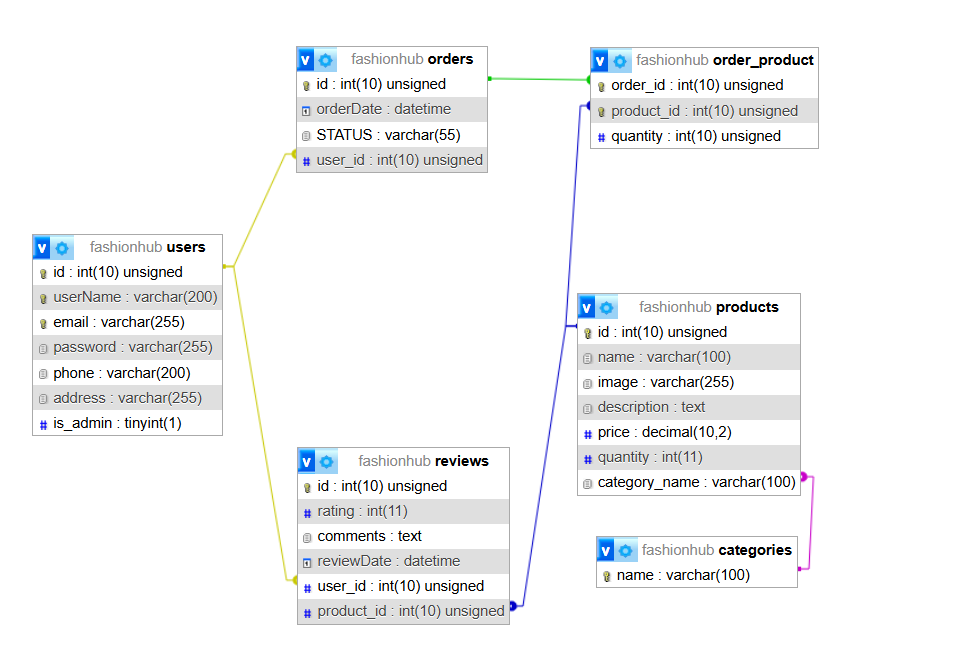 v fashionhub orders
id : int(10) unsigned
orderDate : datetime
STATUS : varchar(55)
# user_id : int(10) unsigned
v fashionhub order_product
order_id : int(10) unsigned
product_id : int(10) unsigned
# quantity : int(10) unsigned
v fashionhub users
id : int(10) unsigned
userName : varchar(200)
email : varchar(255)
password : varchar(255)
phone : varchar(200)
address : varchar(255)
# is_admin : tinyint(1)
v fashionhub products
id : int(10) unsigned
name : varchar(100)
image : varchar(255)
description : text
# price : decimal(10,2)
# quantity : int(11)
category_name : varchar(100)
v fashionhub reviews
id : int(10) unsigned
# rating : int(11)
comments : text
reviewDate : datetime
# user_id : int(10) unsigned
# product_id : int(10) unsigned
v fashionhub categories
name : varchar(100)